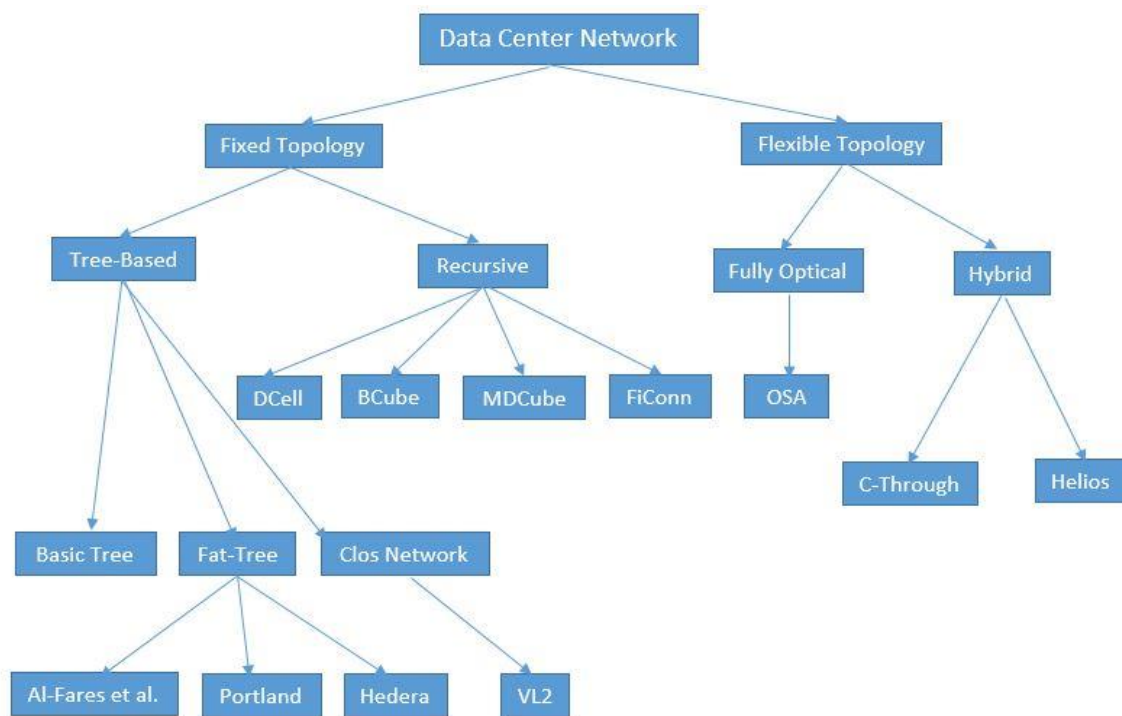 Data Center Network
Fixed Topology
Flexible Topology
Tree-Based
Recursive
Fully Optical
Hybrid
DCell
BCube
MDCube
FiConn
OSA
C-Through
Helios
Basic Tree
Fat-Tree
Clos Network
Al-Fares et al.
Portland
Hedera
VL2